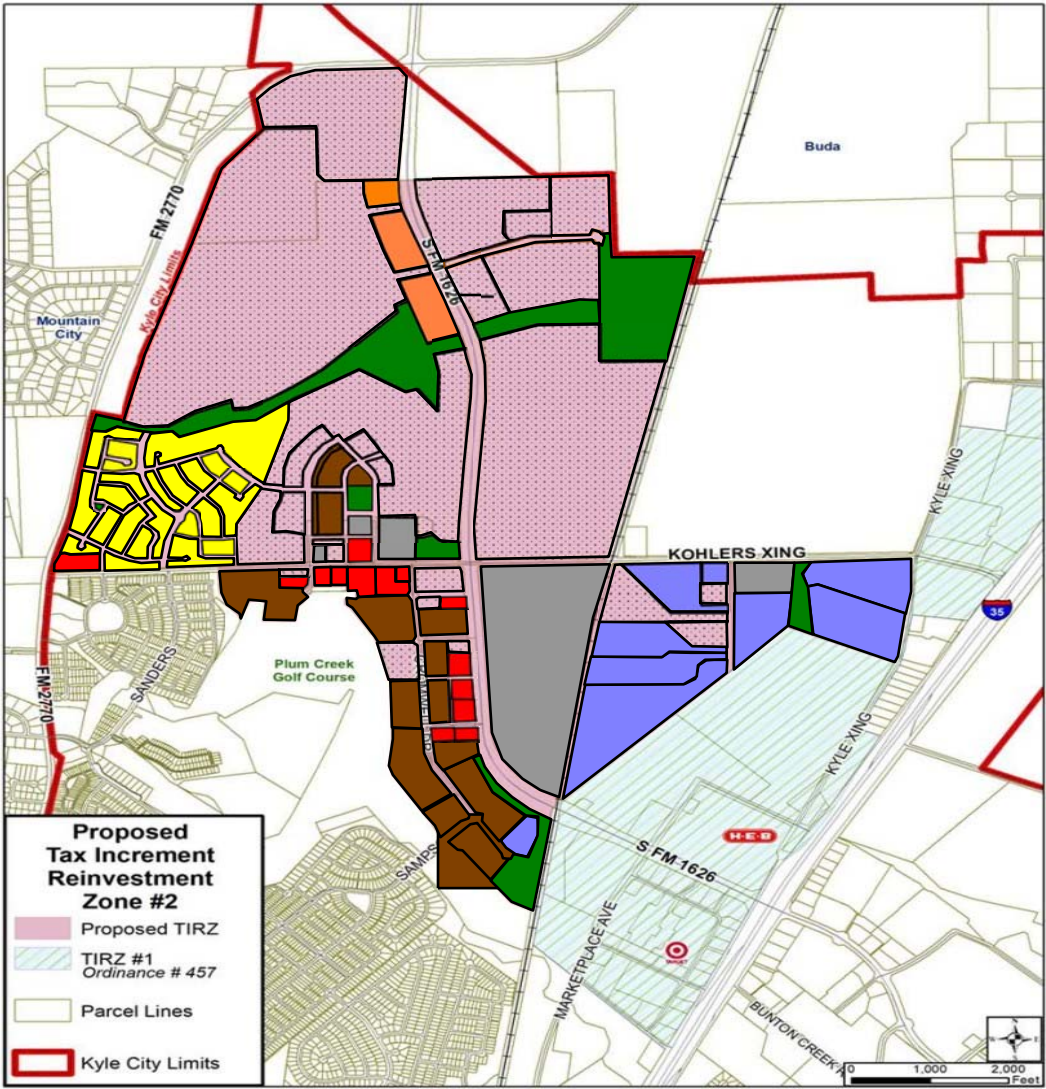 Buda
FM 2770
Kyle City Limits
S FM 1626
Mountain
City
KYLE XING
KOHLERS XING
35
Plum Creek
Golf Course
SANDERS
FM 2770
KYLE XING
H-E-B
S FM 1626
SAMPS
MARKETPLACE AVE
TARGET
BUNTON CREEK
Proposed
Tax Increment
Reinvestment
Zone #2
Proposed TIRZ
TIRZ #1
Ordinance # 457
Parcel Lines
Kyle City Limits
0 1,000 2,000
Feet